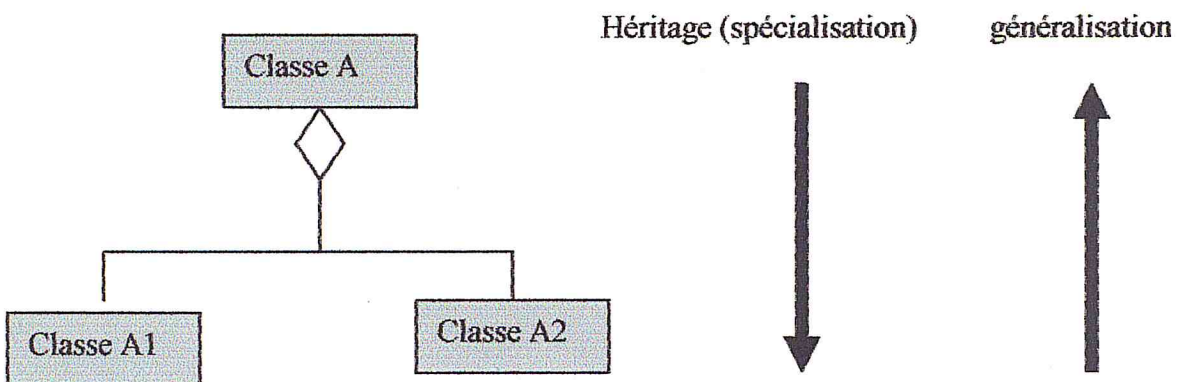 Héritage (spécialisation) généralisation
Classe A
Classe A1
Classe A2